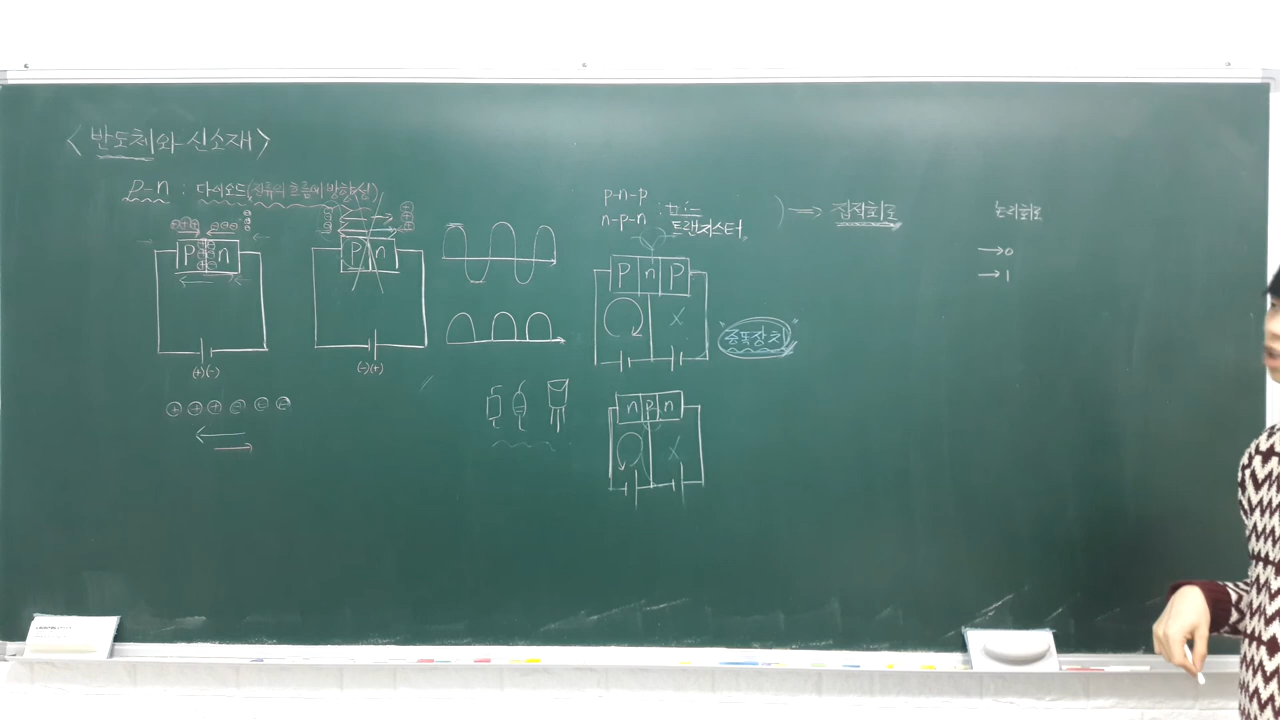 <반도체와 신소재>
p-n : 다이오드(전류의 흐름에 방향성)
p-n-p
n-p-n : 트랜지스터
) → 집적회로
논리회로
→0
→1
P n
(+)(-)
P n
(-)(+)
+ + + - - -
P n P
X
"증폭장치"
n p n
X